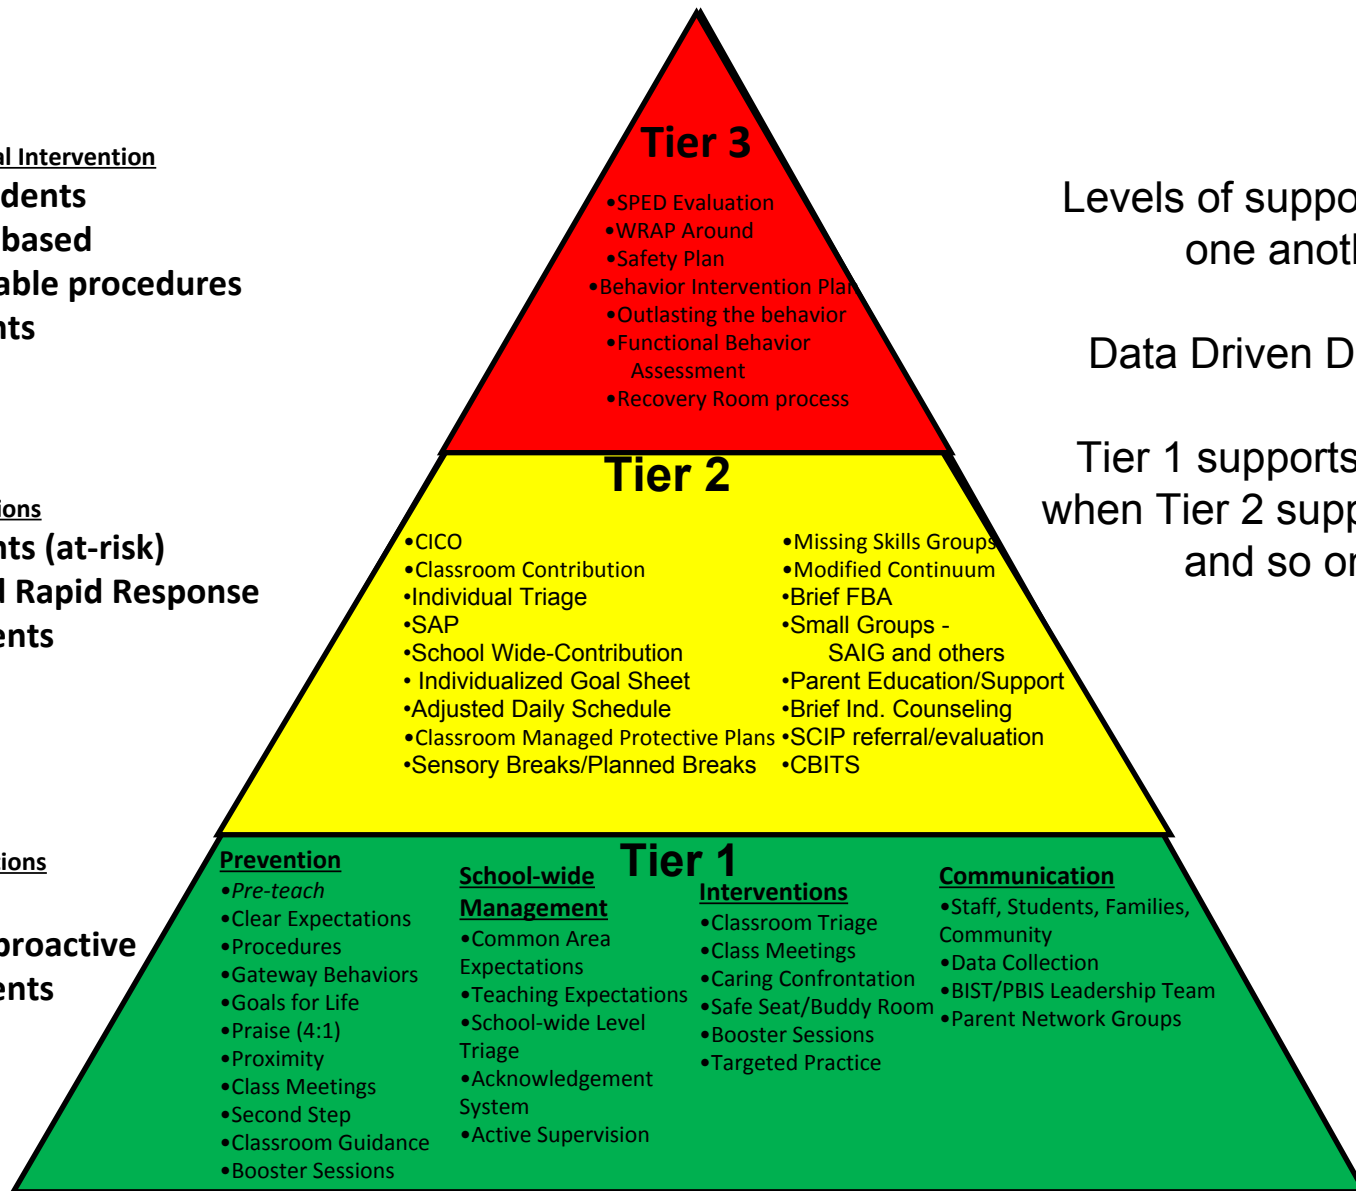 al Intervention
dents
based
able procedures
nts
ions
nts (at-risk)
d Rapid Response
ents
tions
proactive
ents
Tier 3
•SPED Evaluation
•WRAP Around
•Safety Plan
•Behavior Intervention Plan
•Outlasting the behavior
•Functional Behavior
Assessment
•Recovery Room process
Levels of suppo
one anoth
Data Driven D
Tier 1 supports
when Tier 2 supp
and so on
Tier 2
•CICO
•Classroom Contribution
•Individual Triage
•SAP
•School Wide-Contribution
• Individualized Goal Sheet
•Adjusted Daily Schedule
•Classroom Managed Protective Plans
•Sensory Breaks/Planned Breaks
•Missing Skills Groups
•Modified Continuum
•Brief FBA
•Small Groups -
SAIG and others
•Parent Education/Support
•Brief Ind. Counseling
•SCIP referral/evaluation
•CBITS
Tier 1
Prevention
•Pre-teach
•Clear Expectations
•Procedures
•Gateway Behaviors
•Goals for Life
•Praise (4:1)
•Proximity
•Class Meetings
•Second Step
•Classroom Guidance
•Booster Sessions
School-wide
Management
•Common Area
Expectations
•Teaching Expectations
•School-wide Level
Triage
•Acknowledgement
System
•Active Supervision
Interventions
•Classroom Triage
•Class Meetings
•Caring Confrontation
•Safe Seat/Buddy Room
•Booster Sessions
•Targeted Practice
Communication
•Staff, Students, Families,
Community
•Data Collection
•BIST/PBIS Leadership Team
•Parent Network Groups